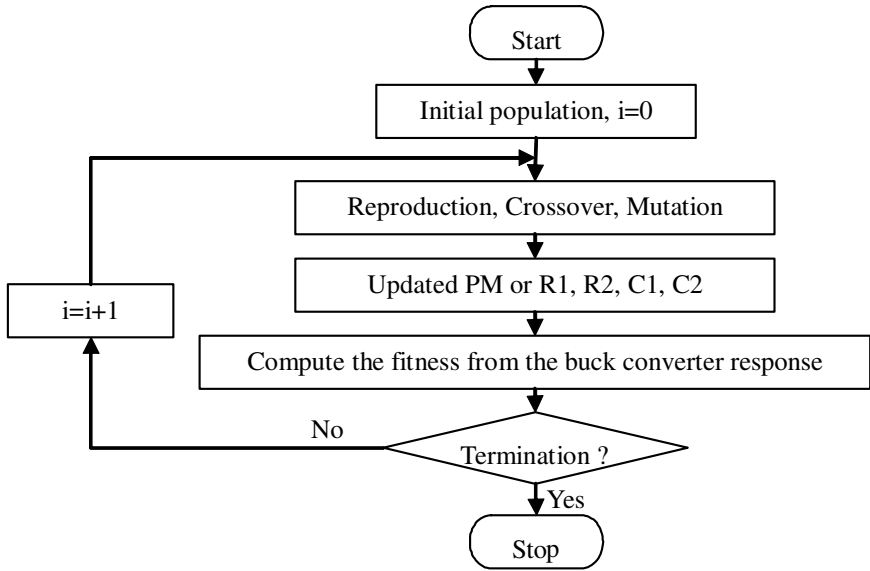 Start
Initial population, i=0
Reproduction, Crossover, Mutation
Updated PM or R1, R2, C1, C2
i=i+1
Compute the fitness from the buck converter response
No
Termination ?
Yes
Stop